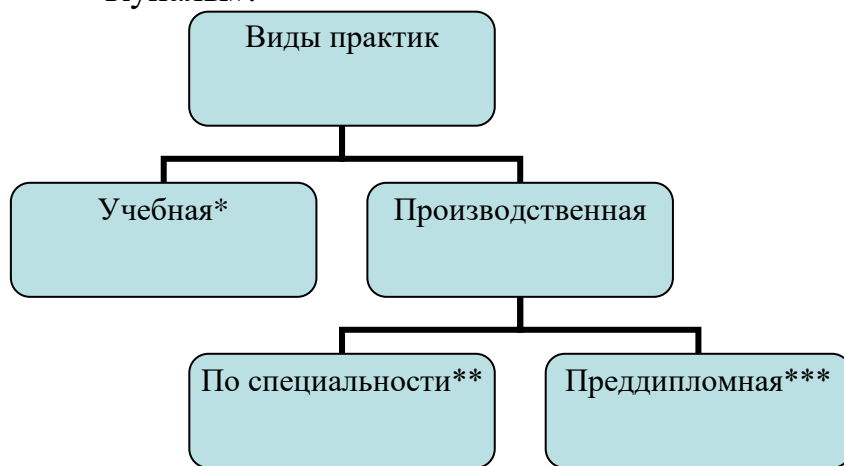 Виды практик
Учебная*
Производственная
По специальности**
Преддипломная***